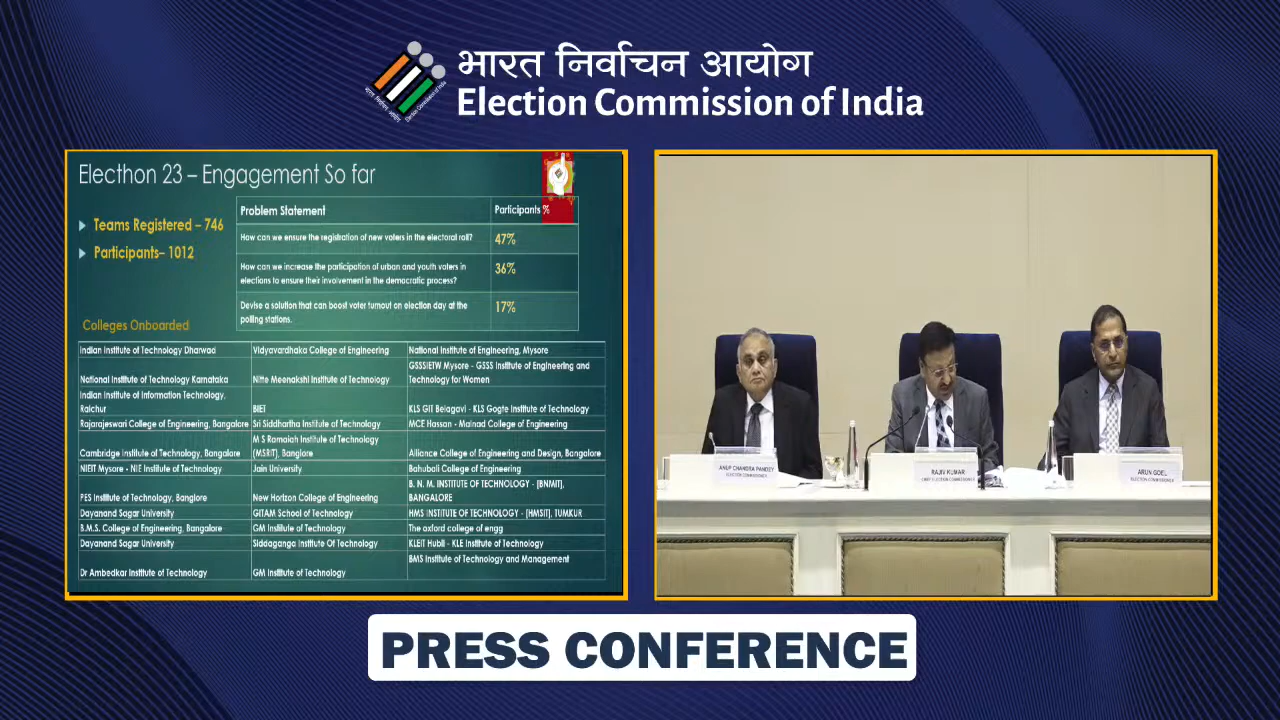 भारत निर्वाचन आयोग
Election Commission of India
Electhon 23 – Engagement So far
Teams Registered – 746
Participants– 1012
Problem Statement Participants %
How can we ensure the registration of new voters in the electoral roll? 47%
How can we increase the participation of urban and youth voters in
elections to ensure their involvement in the democratic process? 36%
Devise a solution that can boost voter turnout on election day at the
polling stations. 17%
Colleges Onboarded
Indian Institute of Technology Dharwad Vidyavardhaka College of Engineering National Institute of Engineering, Mysore
GSSSIETW Mysore - GSSS Institute of Engineering and
National Institute of Technology Karnataka Nitte Meenakshi Institute of Technology Technology for Women
Indian Institute of Information Technology,
Raichur BIET KLS GIT Belagavi - KLS Gogte Institute of Technology
Rajarajeswari College of Engineering, Bangalore Sri Siddhartha Institute of Technology MCE Hassan - Malnad College of Engineering
M S Ramaiah Institute of Technology
Cambridge Institute of Technology, Bangalore (MSRIT), Banglore Alliance College of Engineering and Design, Bangalore
NIEIT Mysore - NIE Institute of Technology Jain University Bahubali College of Engineering
B. N. M. INSTITUTE OF TECHNOLOGY - [BNMIT],
PES Institute of Technology, Banglore New Horizon College of Engineering BANGALORE
Dayanand Sagar University GITAM School of Technology HMS INSTITUTE OF TECHNOLOGY - [HMSIT], TUMKUR
B.M.S. College of Engineering, Bangalore GM Institute of Technology The oxford college of engg
Dayanand Sagar University Siddaganga Institute Of Technology KLEIT Hubli - KLE Institute of Technology
BMS Institute of Technology and Management
Dr Ambedkar Institute of Technology GM Institute of Technology
ANUP CHANDRA PANDEY
ELECTION COMMISSIONER
RAJIV KUMAR
CHIEF ELECTION COMMISSIONER
ARUN GOEL
ELECTION COMMISSIONER
PRESS CONFERENCE